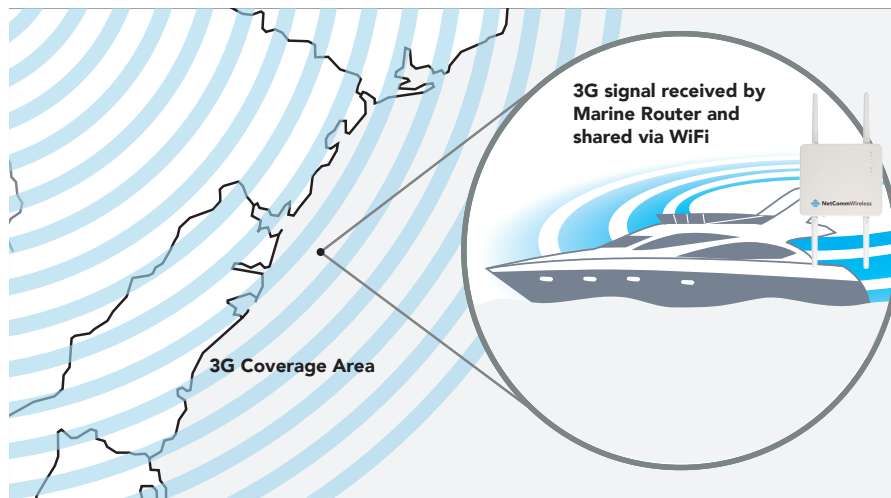 3G signal received by
Marine Router and
shared via WiFi
NetCommWireless
3G Coverage Area